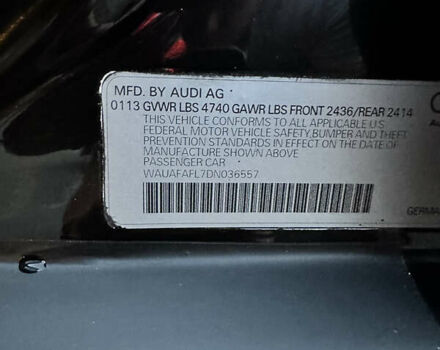 MFD. BY AUDI AG
0113 GVWR LBS 4740 GAWR LBS FRONT 2436/REAR 2414
THIS VEHICLE CONFORMS TO ALL APPLICABLE U.S.
FEDERAL MOTOR VEHICLE SAFETY, BUMPER AND THEFT
PREVENTION STANDARDS IN EFFECT ON THE DATE
OF MANUFACTURE SHOWN ABOVE
PASSENGER CAR
WAUAFAFL7DN036557